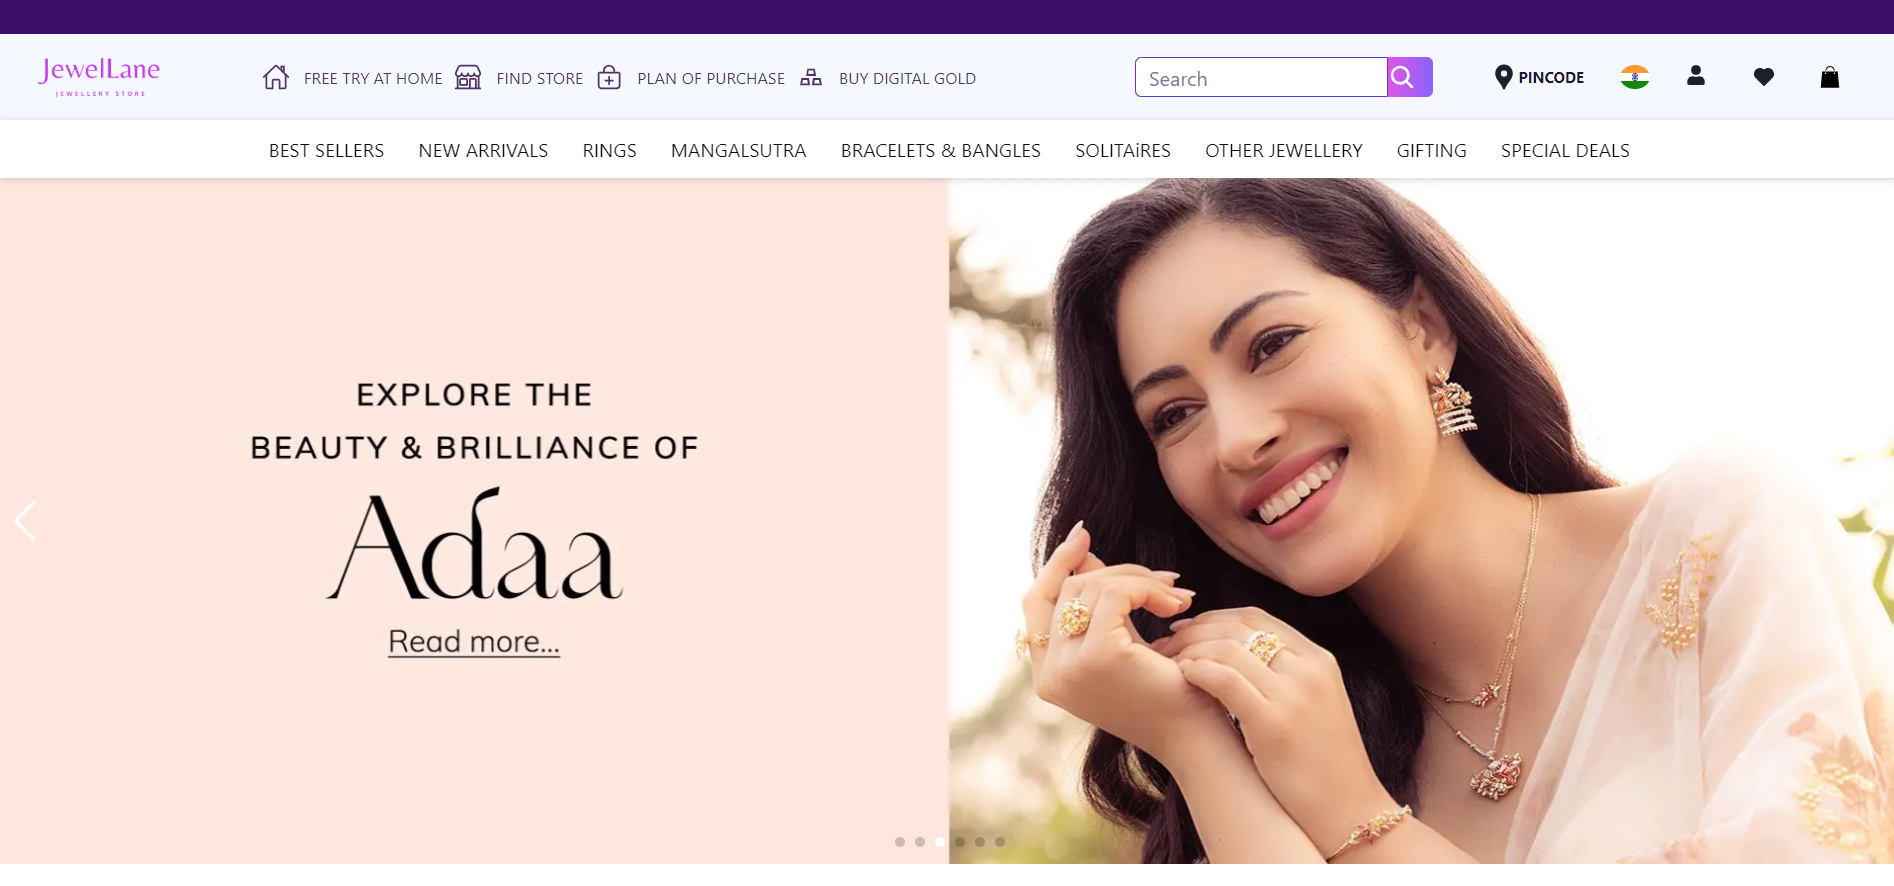 JewelLane
JEWELLERY STORE
FREE TRY AT HOME
FIND STORE
PLAN OF PURCHASE
BUY DIGITAL GOLD
Search
PINCODE
BEST SELLERS
NEW ARRIVALS
RINGS
MANGALSUTRA
BRACELETS & BANGLES
SOLITAiRES
OTHER JEWELLERY
GIFTING
SPECIAL DEALS
EXPLORE THE
BEAUTY & BRILLIANCE OF
Adaa
Read more...